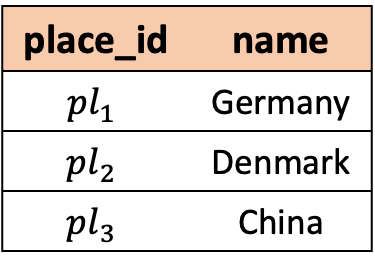 place_id name
pl₁ Germany
pl₂ Denmark
pl₃ China